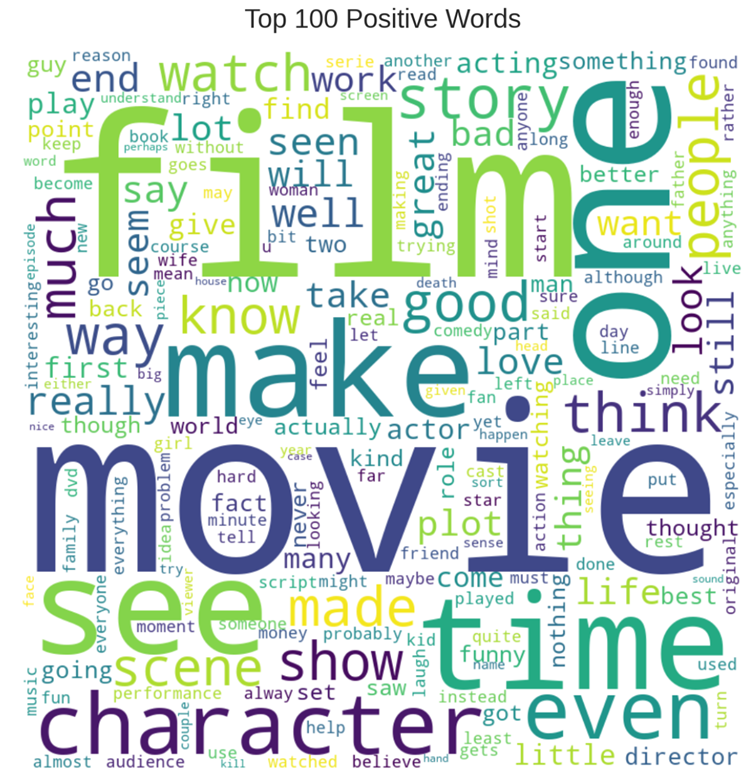 Top 100 Positive Words
guy reason end watch work serie another read acting something found
play understand right find screen story people
point book lot seen film bad anyone long enough rather
keep perhaps without great ending one better father anything
word goes will making
become say may woman well want around
much new seem give bit two trying mind shot start although live
course wife mean u
interesting episode go piece house now take death good man sure look still
back know real said
way let comedy part day line
first either big make feel love head left place need simply
really given fan
nice though world eye actually actor yet happen watching think especially
girl year case kind role leave
movie
family dvd everything idea problem hard far cast sort thing seeing put
fact minute tell never looking star action
plot sense thought rest original
many friend
try viewer script might maybe come must done sound
face see everyone someone made played life best
moment money probably kid time nothing
quite funny name used
music going scene show laugh
fun performance alway set saw instead turn
character couple help got even
least
almost audience use kill watched believe hand gets little director